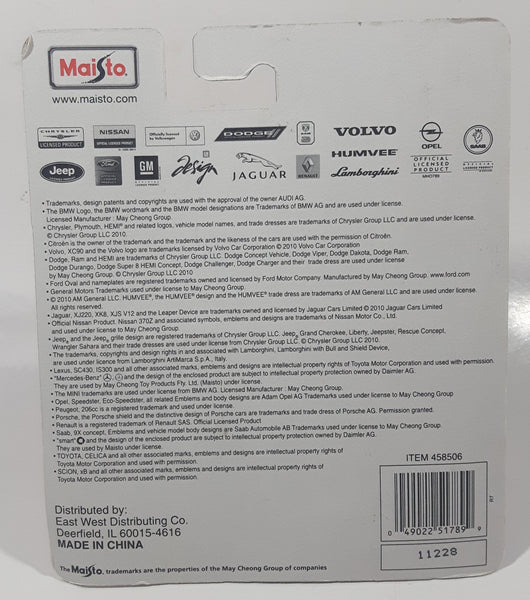 Maisto
www.maisto.com
CHRYSLER
LICENSED PRODUCT
NISSAN
OFFICIAL LICENSED PRODUCT
Officially licensed by
Volkswagen
DODGE
VOLVO
HUMVEE
OPEL
OFFICIAL
LICENSED
PRODUCT
SAAB
Jeep
Ford
GM
design
JAGUAR
RENAULT
Lamborghini
• Trademarks, design patents and copyrights are used with the approval of the owner AUDI AG.
• The BMW Logo, the BMW wordmark and the BMW model designations are Trademarks of BMW AG and are used under license.
Licensed Manufacturer : May Cheong Group.
• Chrysler, Plymouth, HEMI and related logos, vehicle model names, and trade dresses are trademarks of Chrysler Group LLC and are used under license.
© Chrysler Group LLC 2010.
• Citroën is the owner of the trademark and the trademark and the likeness of the cars are used with the permission of Citroën.
• Volvo, XC90 and the Volvo logo are trademarks licensed by Volvo Car Corporation © 2010 Volvo Car Corporation
• Dodge, Ram and HEMI are trademarks of Chrysler Group LLC. Dodge Concept Vehicle, Dodge Viper, Dodge Dakota, Dodge Ram,
Dodge Durango, Dodge Super 8 HEMI Concept, Dodge Challenger, Dodge Charger and their trade dress are used under license
by May Cheong Group. © Chrysler Group LLC 2010.
• Ford Oval and nameplates are registered trademarks owned and licensed by Ford Motor Company. Manufactured by May Cheong Group. www.ford.com
• General Motors Trademarks used under license to May Cheong Group.
• © 2010 AM General LLC. HUMVEE®, the HUMVEE® design and the HUMVEE® trade dress are trademarks of AM General LLC and are used under license.
All rights reserved.
• Jaguar, XJ220, XK8, XJS V12 and the Leaper Device are trademarks owned and licensed by Jaguar Cars Limited © 2010 Jaguar Cars Limited
• Official Nissan Product. Nissan 370Z and associated symbols, emblems and designs are trademarks of Nissan Motor Co., Ltd.
and used under license to May Cheong Group.
• Jeep® and the Jeep® grille design are registered trademarks of Chrysler Group LLC. Jeep® Grand Cherokee, Liberty, Jeepster, Rescue Concept,
Wrangler Sahara and their trade dresses are used under license from Chrysler Group LLC. © Chrysler Group LLC 2010.
• The trademarks, copyrights and design rights in and associated with Lamborghini, Lamborghini with Bull and Shield Device,
are used under license from Lamborghini ArtiMarca S.p.A., Italy.
• Lexus, SC430, IS300 and all other associated marks, emblems and designs are intellectual property rights of Toyota Motor Corporation and used with permission.
• "Mercedes-Benz", and the design of the enclosed product are subject to intellectual property protection owned by Daimler AG.
They are used by May Cheong Toy Products Fty. Ltd. (Maisto) under license.
• The MINI trademarks are used under license from BMW AG. Licensed Manufacturer : May Cheong Group.
• Opel, Speedster, Eco-Speedster, all related Emblems and body designs are Adam Opel AG Trademarks used under license to May Cheong Group.
• Peugeot, 206cc is a registered trademark and used under license.
• Porsche, the Porsche shield and the distinctive design of Porsche cars are trademarks and trade dress of Porsche AG. Permission granted.
• Renault is a registered trademark of Renault SAS. Official Licensed Product
• Saab, 9X concept, Emblems and vehicle model body designs are Saab Automobile AB Trademarks used under license to May Cheong Group.
• "smart" and the design of the enclosed product are subject to intellectual property protection owned by Daimler AG.
They are used by Maisto under license.
• TOYOTA, CELICA and all other associated marks, emblems and designs are intellectual property rights of
Toyota Motor Corporation and used with permission.
• SCION, xB and all other associated marks, emblems and designs are intellectual property rights of
Toyota Motor Corporation and used with permission.
ITEM 458506
R7
0 49022 51789 9
11228
Distributed by:
East West Distributing Co.
Deerfield, IL 60015-4616
MADE IN CHINA
The Maisto, trademarks are the properties of the May Cheong Group of companies